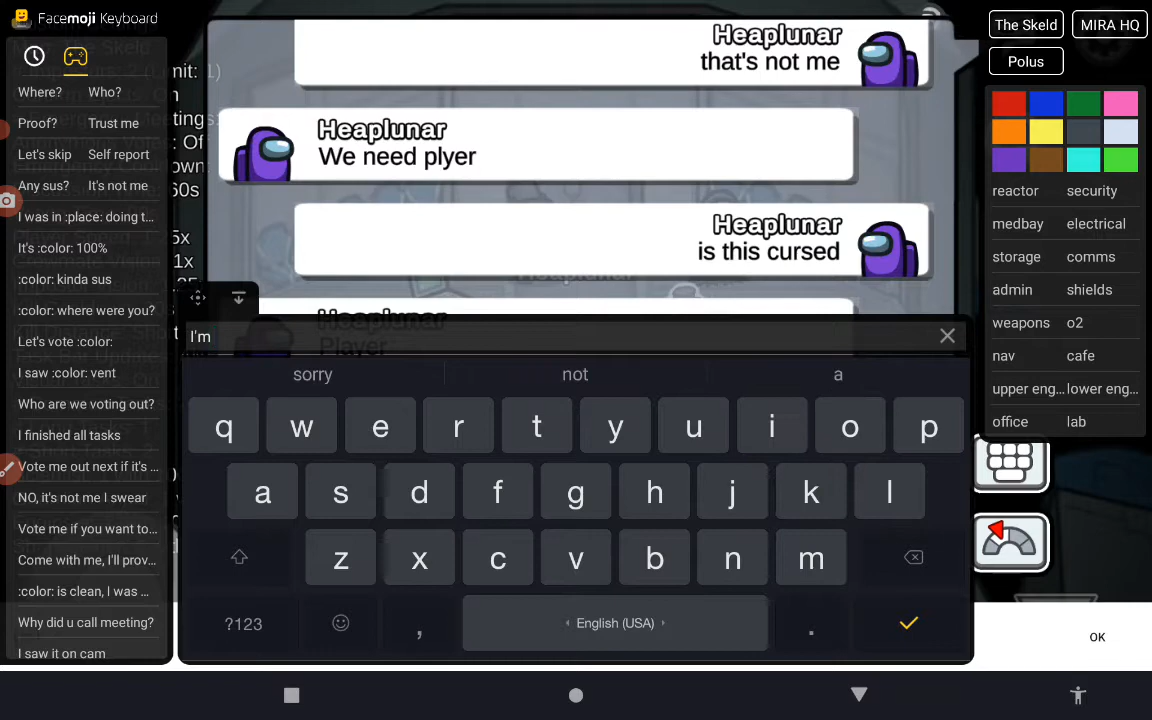 Facemoji Keyboard
Where? Who?
Proof? Trust me
Let's skip Self report
Any sus? It's not me
I was in :place: doing t...
It's :color: 100%
:color: kinda sus
:color: where were you?
Let's vote :color:
I saw :color: vent
Who are we voting out?
I finished all tasks
Vote me out next if it's ...
NO, it's not me I swear
Vote me if you want to...
Come with me, I'll prov...
:color: is clean, I was ...
Why did u call meeting?
I saw it on cam
Heaplunar
that's not me
Heaplunar
We need plyer
Heaplunar
is this cursed
Heaplunar
Player
I'm
sorry not a
q w e r t y u i o p
a s d f g h j k l
z x c v b n m
?123 , English (USA) .
The Skeld MIRA HQ
Polus
reactor security
medbay electrical
storage comms
admin shields
weapons o2
nav cafe
upper eng... lower eng...
office lab
OK